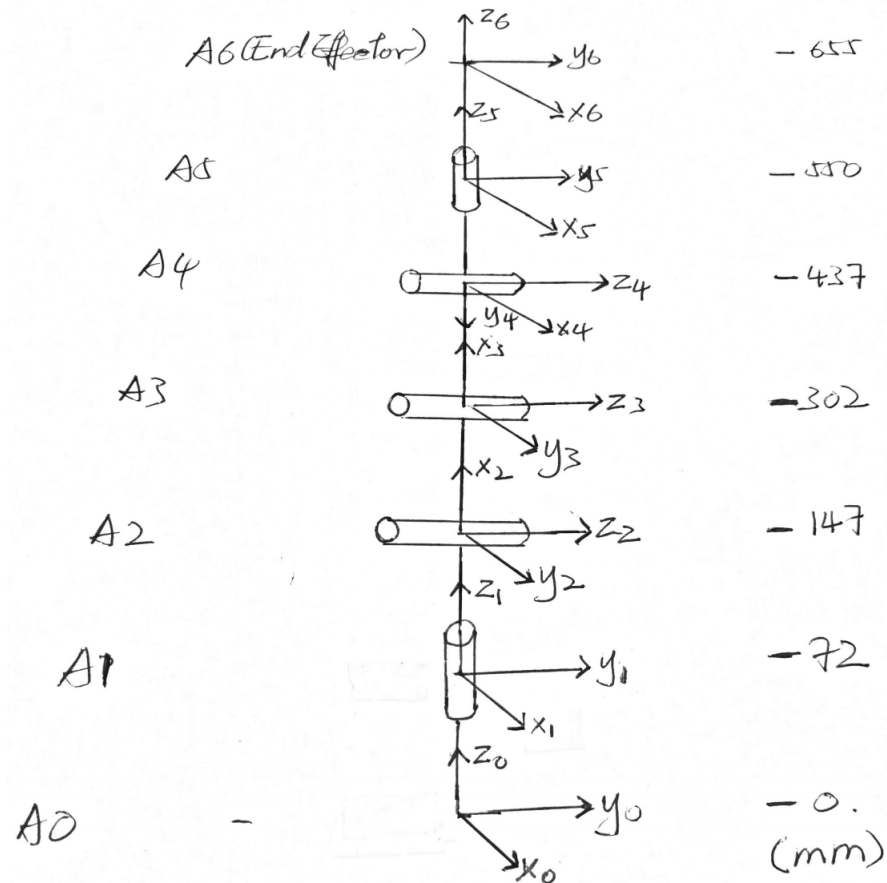 z6
A6(End Effector) y6 - 655
x6
z5
A5 y5 - 550
x5
A4 z4 - 437
y4 x4
x3
A3 z3 - 302
y3
x2
A2 z2 - 147
y2
z1
A1 y1 - 72
x1
z0
A0 - y0 - 0.
x0 (mm)